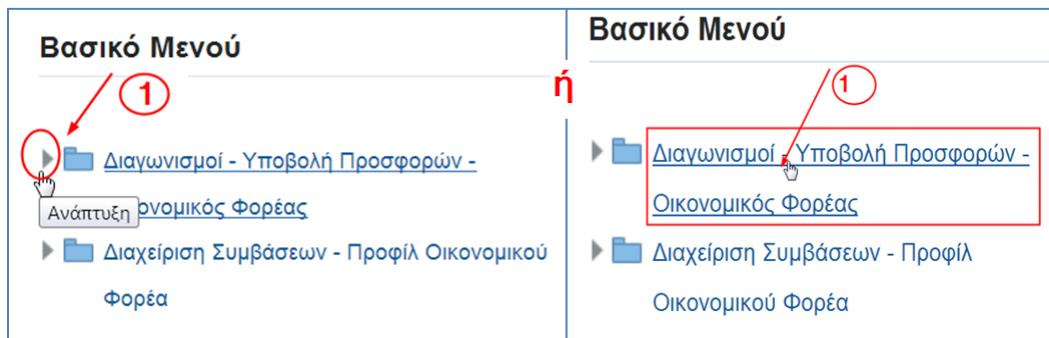 Βασικό Μενού
1
Διαγωνισμοί - Υποβολή Προσφορών -
ονομικός Φορέας
Ανάπτυξη
Διαχείριση Συμβάσεων - Προφίλ Οικονομικού
Φορέα
ή
Βασικό Μενού
1
Διαγωνισμοί - Υποβολή Προσφορών -
Οικονομικός Φορέας
Διαχείριση Συμβάσεων - Προφίλ
Οικονομικού Φορέα